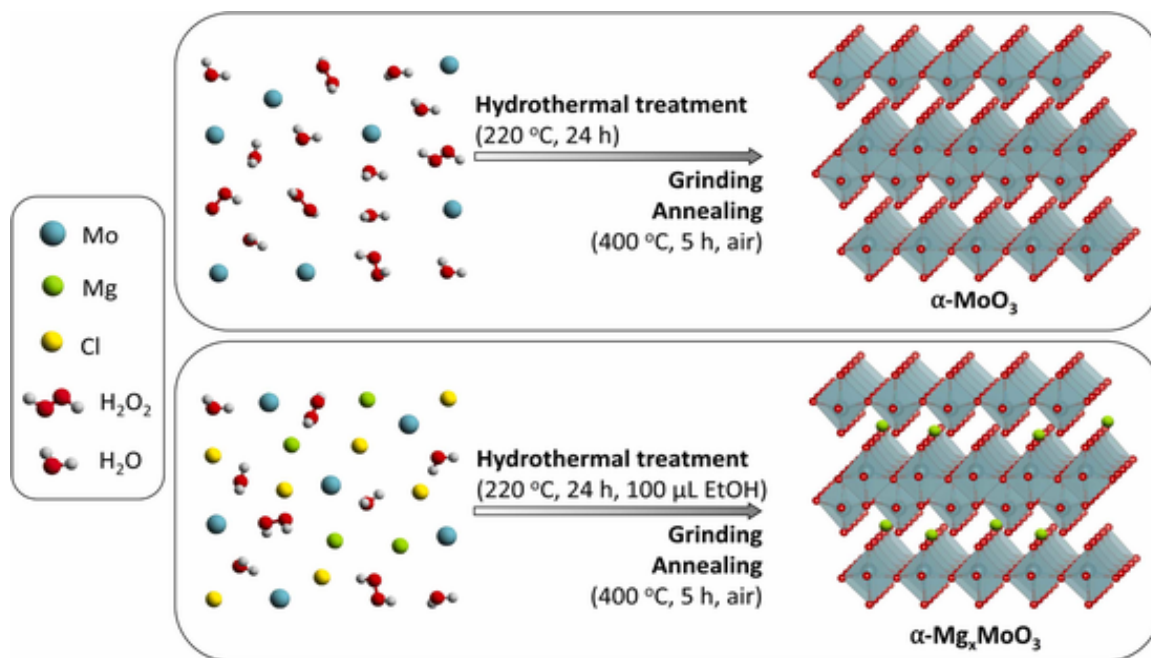 Mo
Mg
Cl
H₂O₂
H₂O
Hydrothermal treatment
(220 °C, 24 h)
Grinding
Annealing
(400 °C, 5 h, air)
α-MoO₃
Hydrothermal treatment
(220 °C, 24 h, 100 µL EtOH)
Grinding
Annealing
(400 °C, 5 h, air)
α-MgₓMoO₃